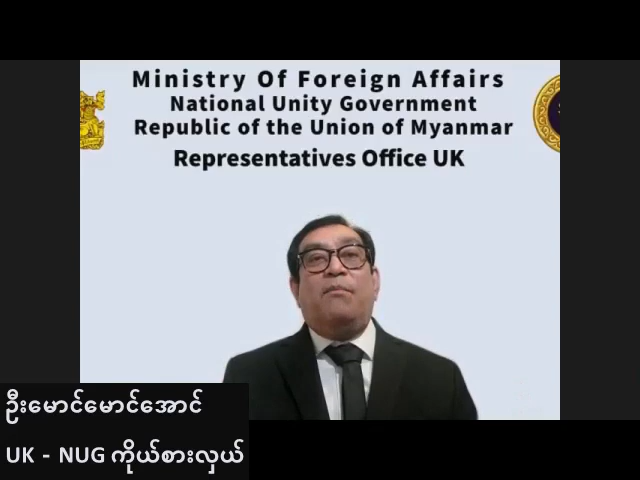 Ministry Of Foreign Affairs
National Unity Government
Republic of the Union of Myanmar
Representatives Office UK
ဦးမောင်မောင်အောင်
UK - NUG ကိုယ်စားလှယ်